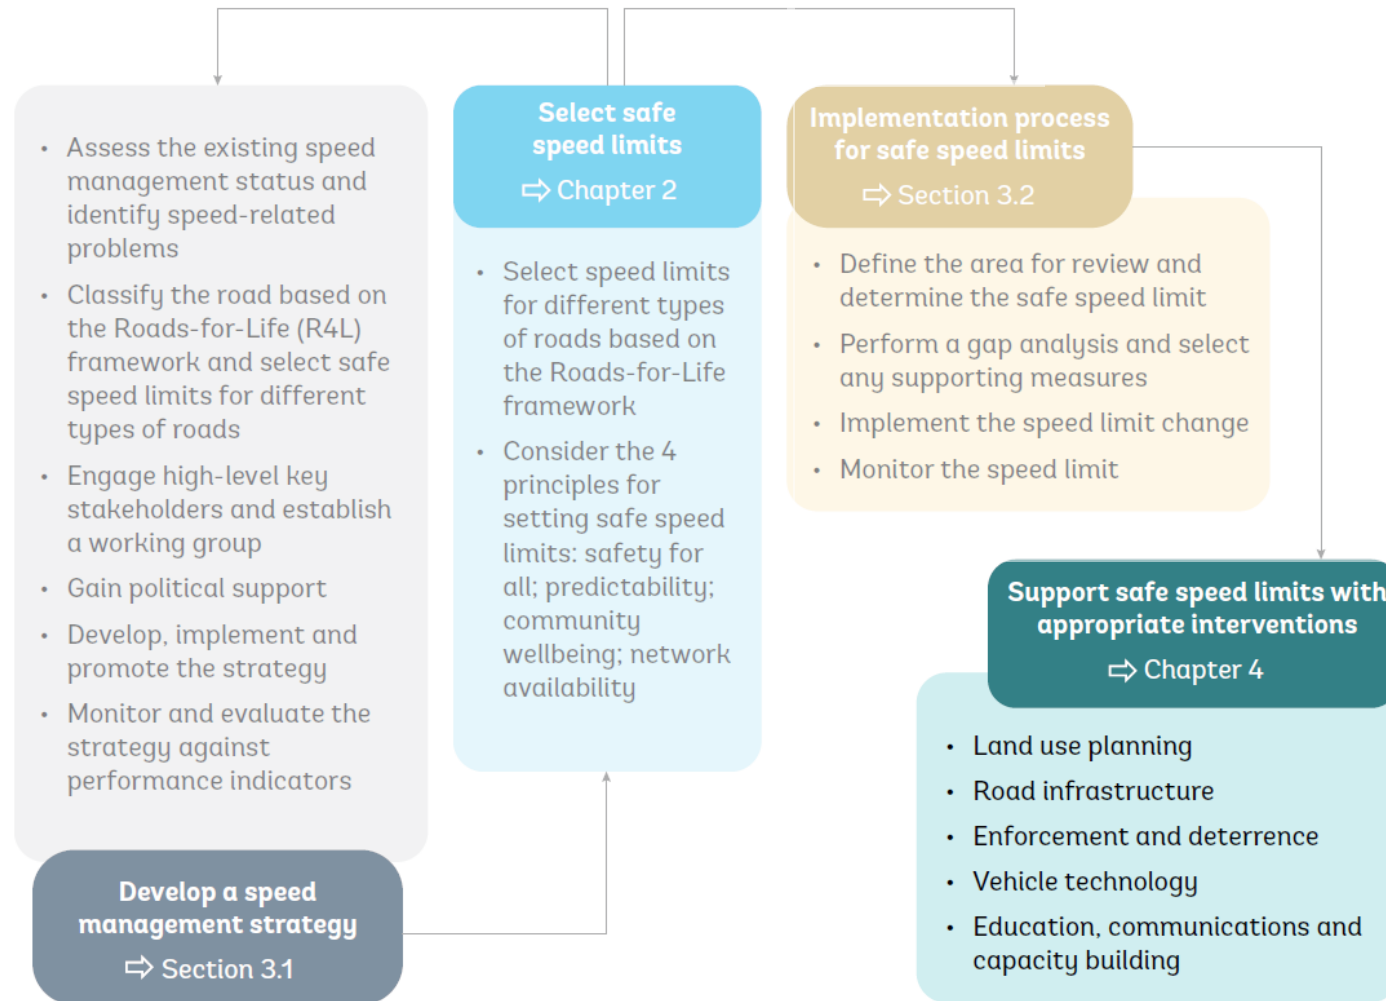 • Assess the existing speed
management status and
identify speed-related
problems
• Classify the road based on
the Roads-for-Life (R4L)
framework and select safe
speed limits for different
types of roads
• Engage high-level key
stakeholders and establish
a working group
• Gain political support
• Develop, implement and
promote the strategy
• Monitor and evaluate the
strategy against
performance indicators
Develop a speed
management strategy
⇨ Section 3.1
Select safe
speed limits
⇨ Chapter 2
• Select speed limits
for different types
of roads based on
the Roads-for-Life
framework
• Consider the 4
principles for
setting safe speed
limits: safety for
all; predictability;
community
wellbeing; network
availability
Implementation process
for safe speed limits
⇨ Section 3.2
• Define the area for review and
determine the safe speed limit
• Perform a gap analysis and select
any supporting measures
• Implement the speed limit change
• Monitor the speed limit
Support safe speed limits with
appropriate interventions
⇨ Chapter 4
• Land use planning
• Road infrastructure
• Enforcement and deterrence
• Vehicle technology
• Education, communications and
capacity building